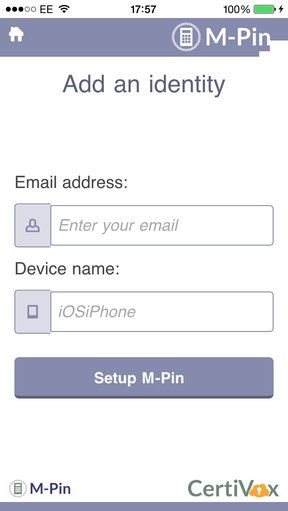 EE 17:57 100%
M-Pin
Add an identity
Email address:
Enter your email
Device name:
iOSiPhone
Setup M-Pin
M-Pin CertiVox